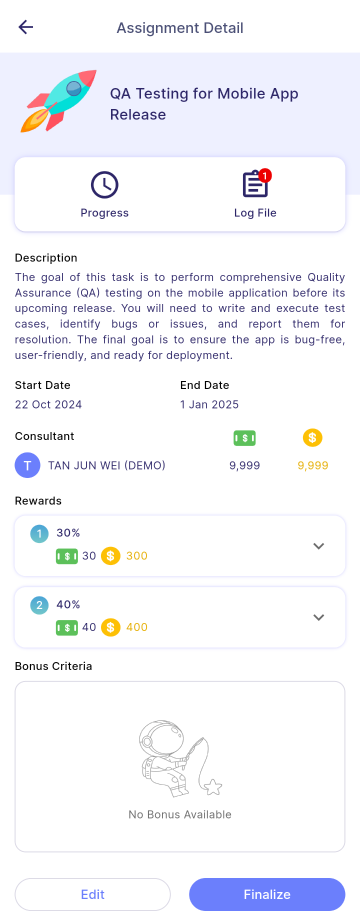 Assignment Detail
QA Testing for Mobile App
Release
1
Progress
Log File
Description
The goal of this task is to perform comprehensive Quality
Assurance (QA) testing on the mobile application before its
upcoming release. You will need to write and execute test
cases, identify bugs or issues, and report them for
resolution. The final goal is to ensure the app is bug-free,
user-friendly, and ready for deployment.
Start Date
End Date
22 Oct 2024
1 Jan 2025
Consultant
$
$
T
TAN JUN WEI (DEMO)
9,999
9,999
Rewards
1
30%
$ 30 $ 300
2
40%
$ 40 $ 400
Bonus Criteria
No Bonus Available
Edit
Finalize